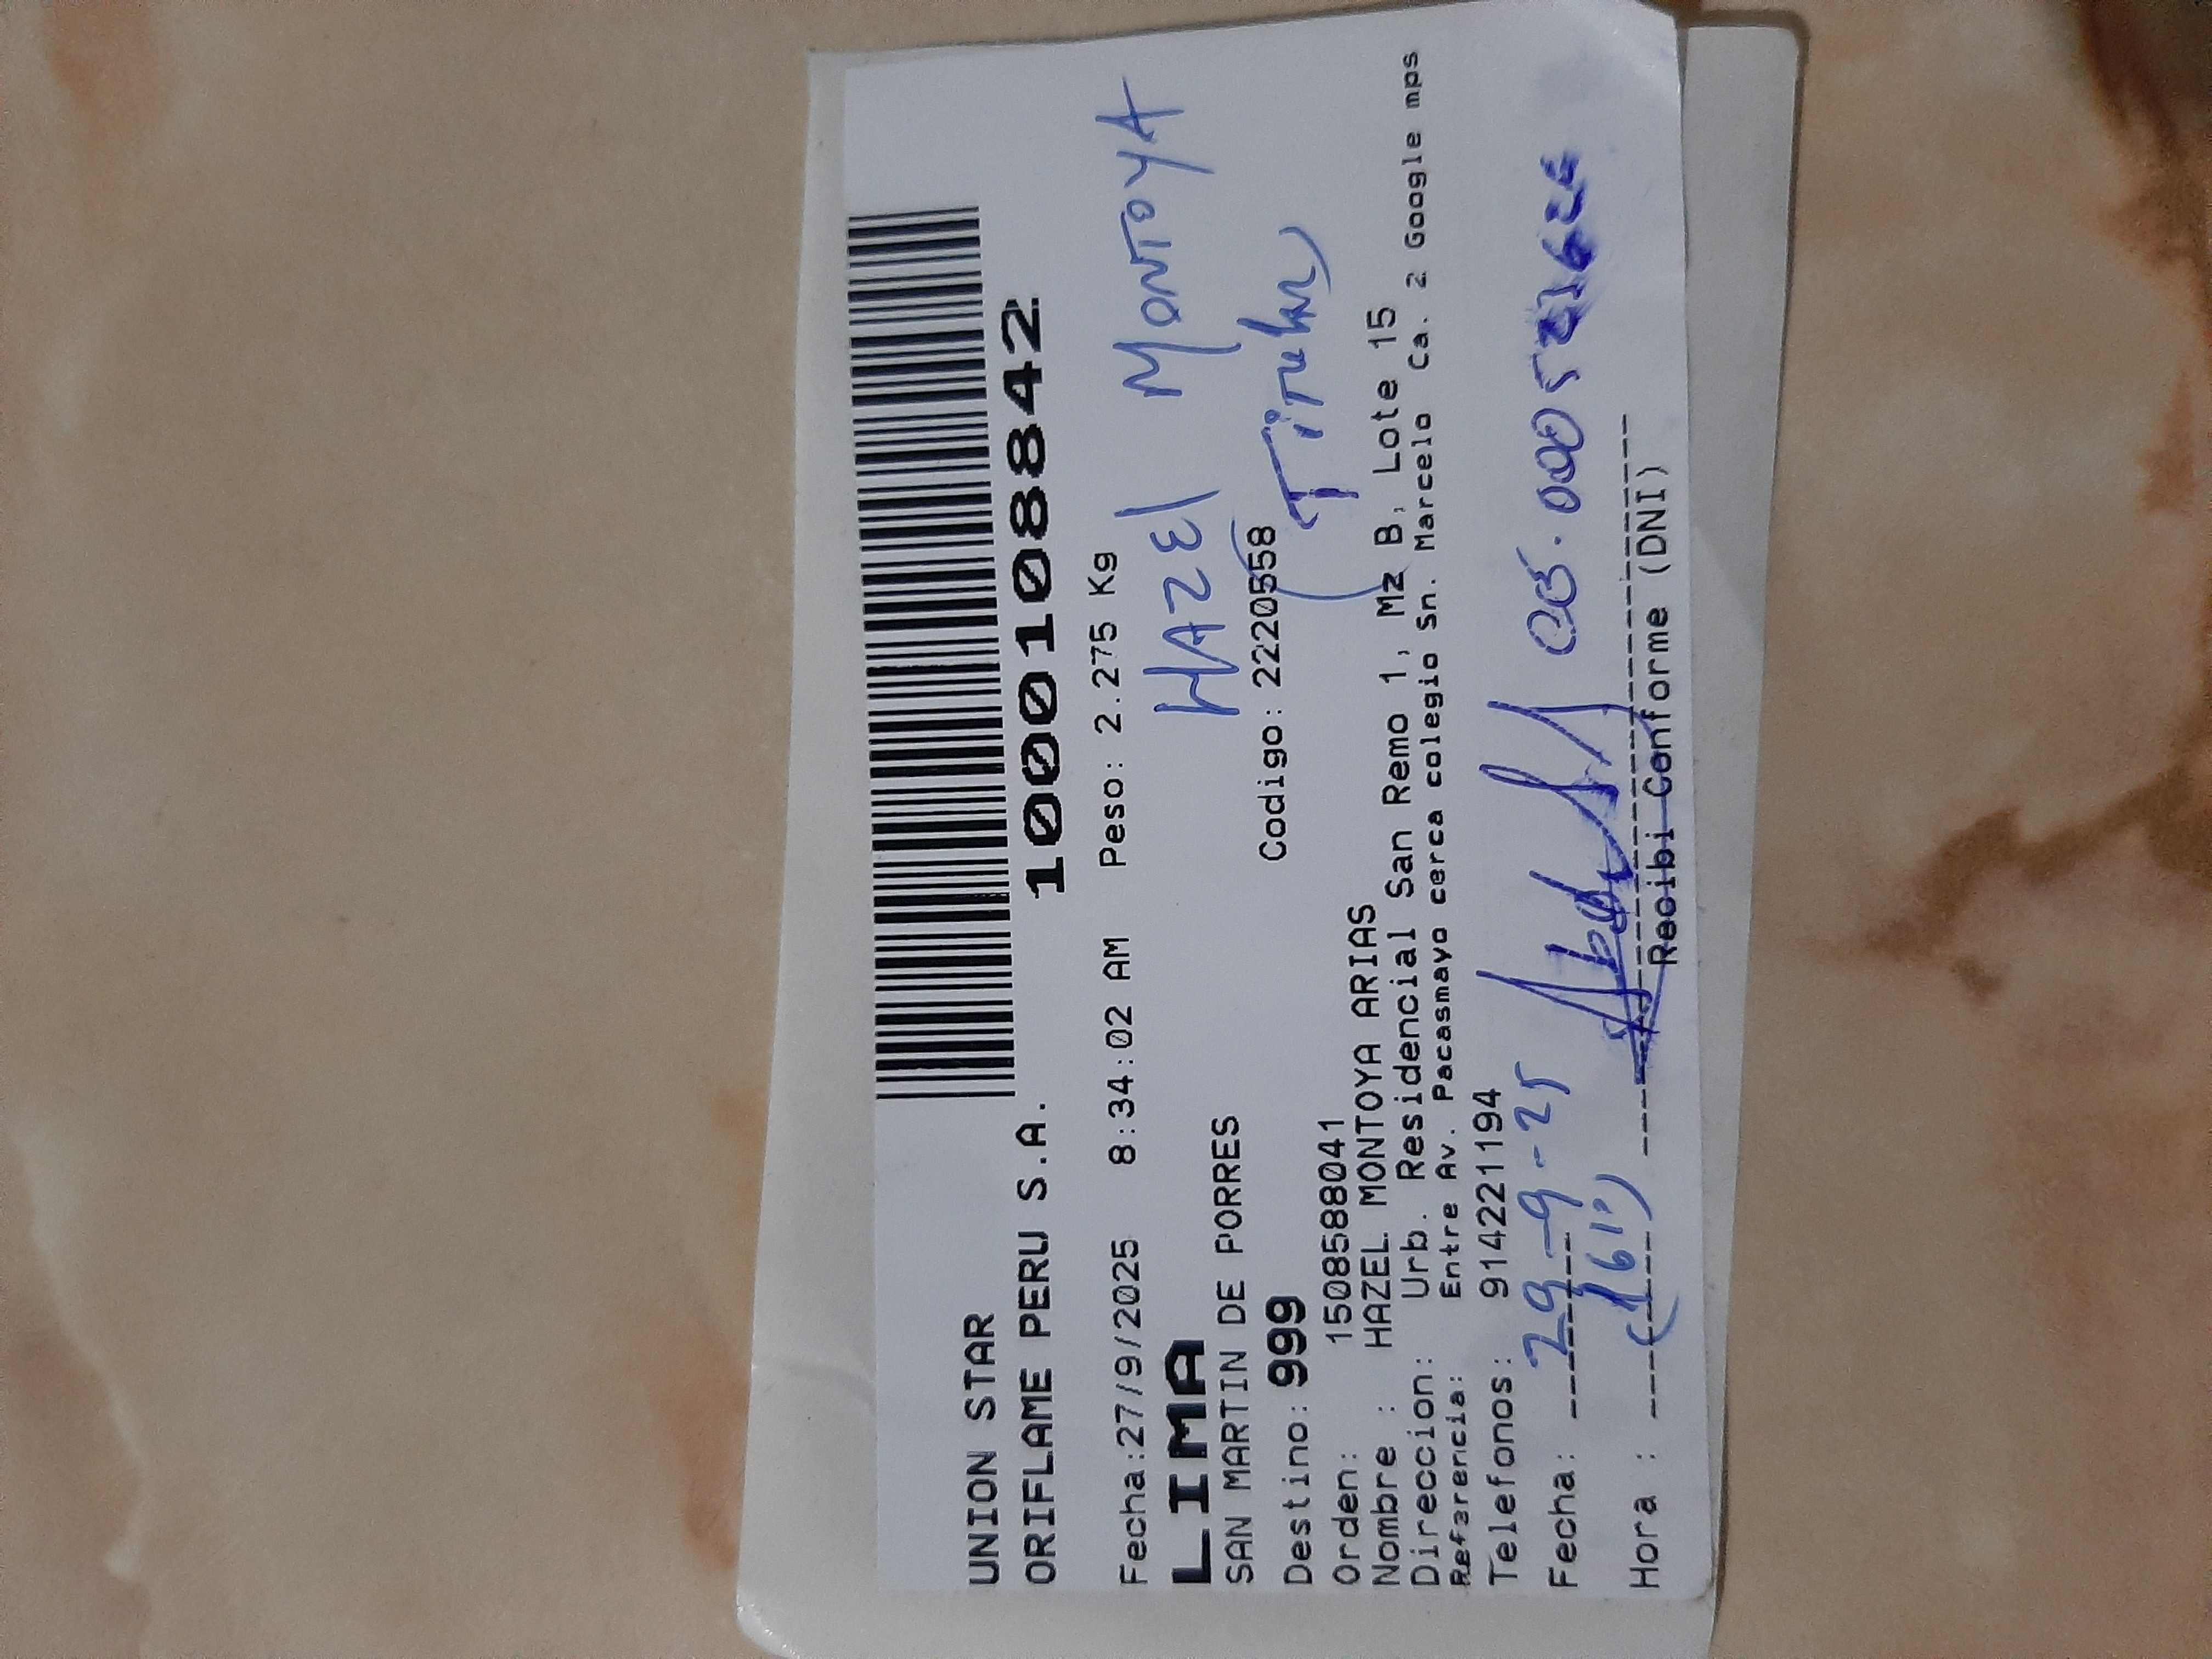 UNION STAR
ORIFLAME PERU S.A.
1000108842
Fecha:27/9/2025 8:34:02 AM Peso: 2.275 Kg
LIMA
HAZEl MONTOYA
SAN MARTIN DE PORRES
Destino: 999 Codigo: 2220558
(Titular)
Orden: 1508588041
Nombre : HAZEL MONTOYA ARIAS
Direccion: Urb. Residencial San Remo 1, Mz B, Lote 15
Referencia: Entre Av. Pacasmayo cerca colegio Sn. Marcelo Ca. 2 Google mps
Telefonos: 914221194
Fecha: 29-9-25
Hora :
Recibi Conforme (DNI)